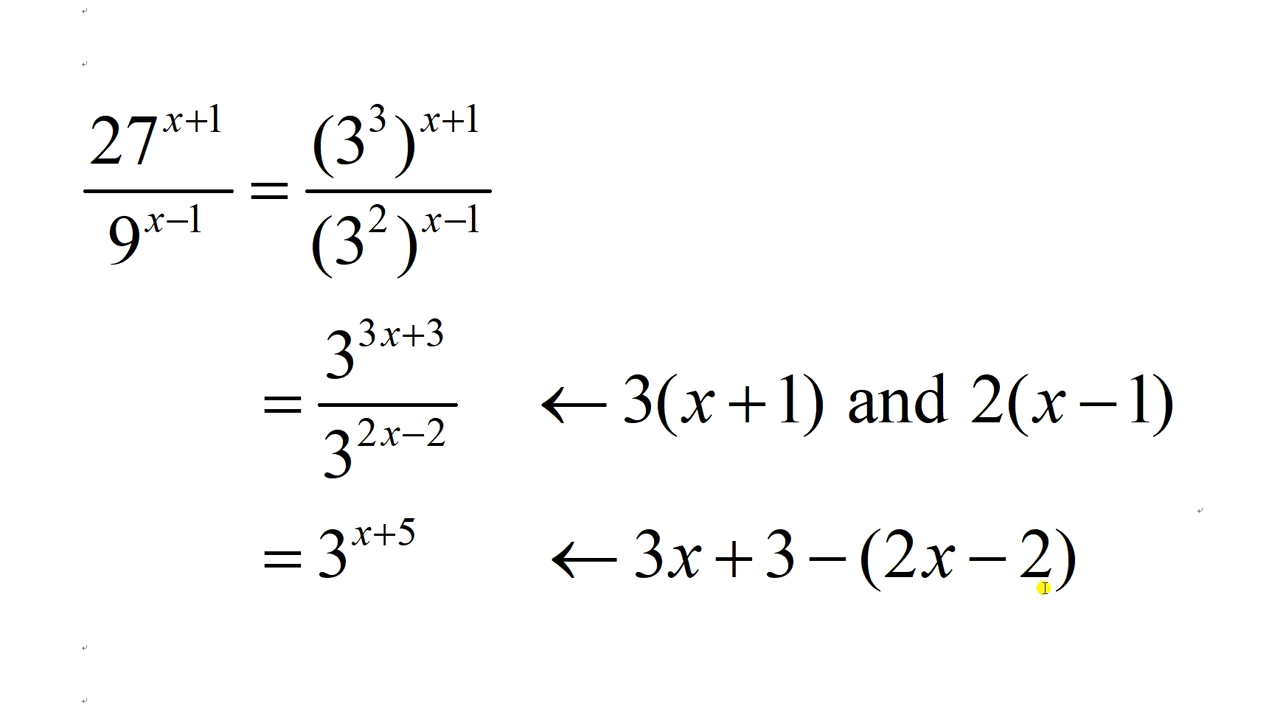 27^{x+1} / 9^{x−1} = (3^3)^{x+1} / (3^2)^{x−1}
= 3^{3x+3} / 3^{2x−2} ← 3(x+1) and 2(x−1)
= 3^{x+5} ← 3x+3−(2x−2)